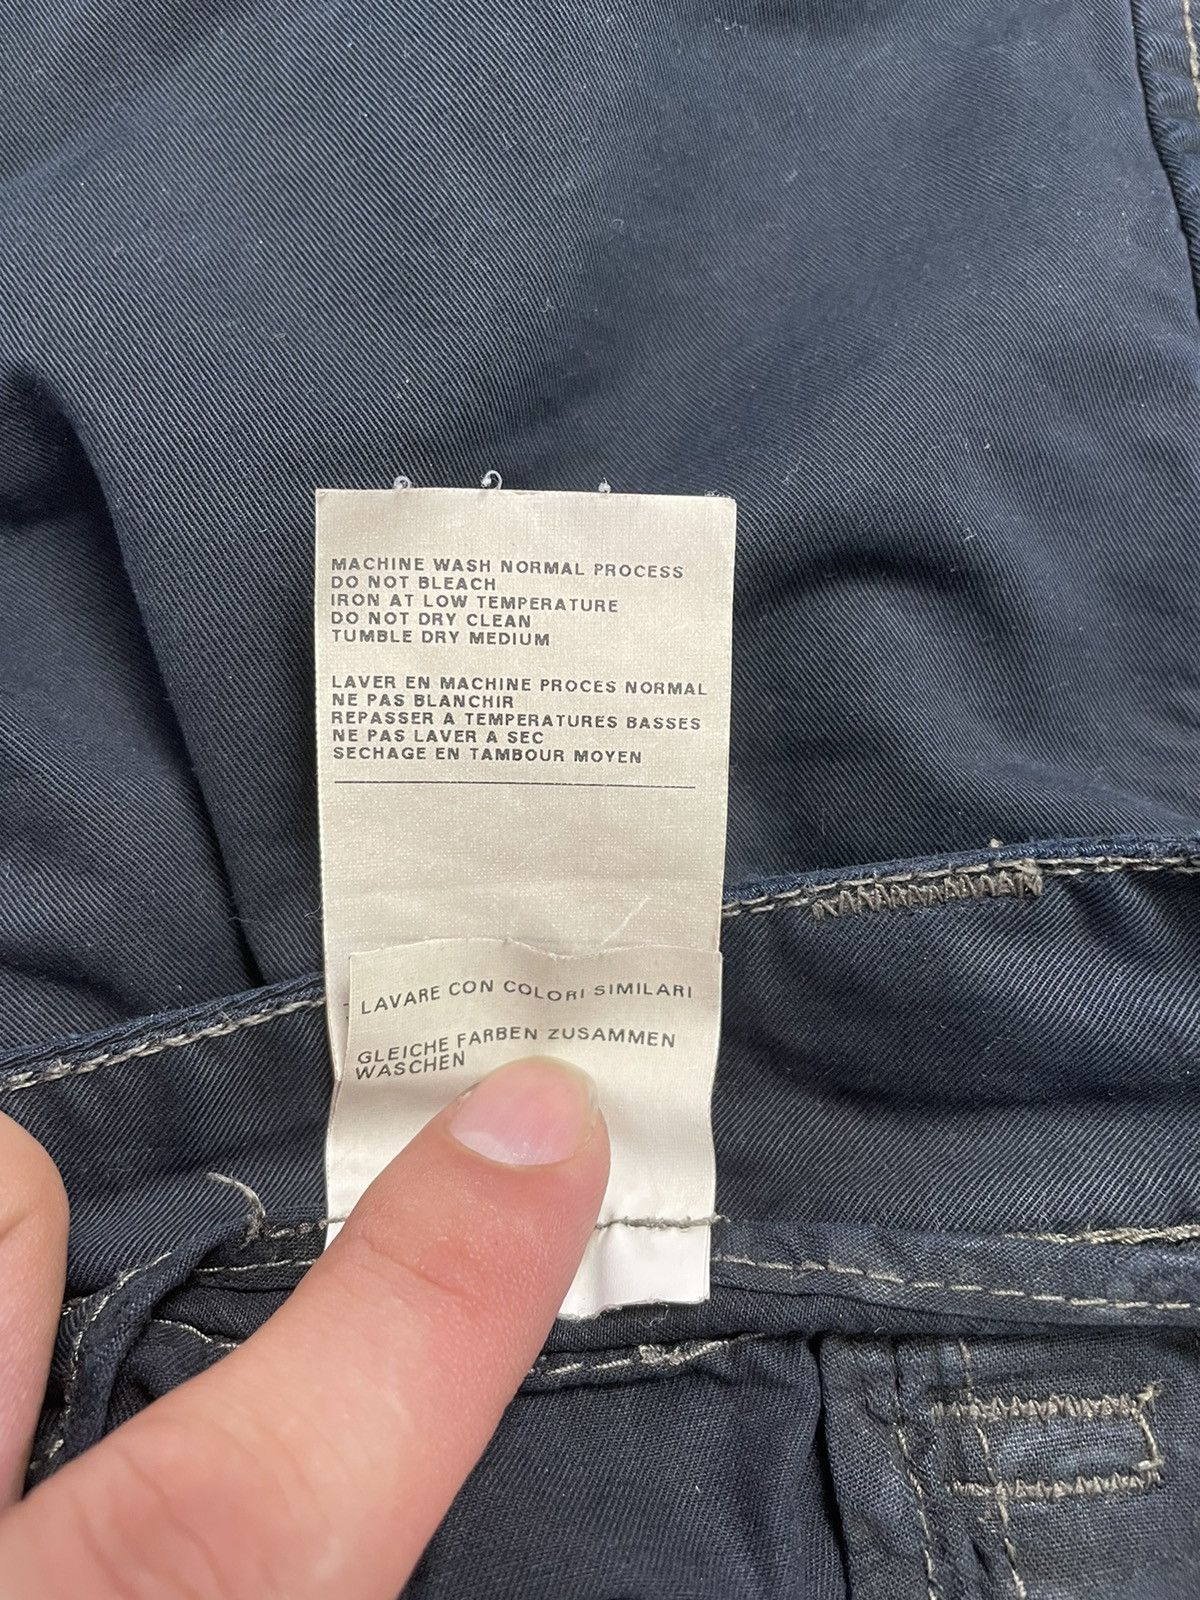 MACHINE WASH NORMAL PROCESS
DO NOT BLEACH
IRON AT LOW TEMPERATURE
DO NOT DRY CLEAN
TUMBLE DRY MEDIUM
LAVER EN MACHINE PROCES NORMAL
NE PAS BLANCHIR
REPASSER A TEMPERATURES BASSES
NE PAS LAVER A SEC
SECHAGE EN TAMBOUR MOYEN
LAVARE CON COLORI SIMILARI
GLEICHE FARBEN ZUSAMMEN
WASCHEN